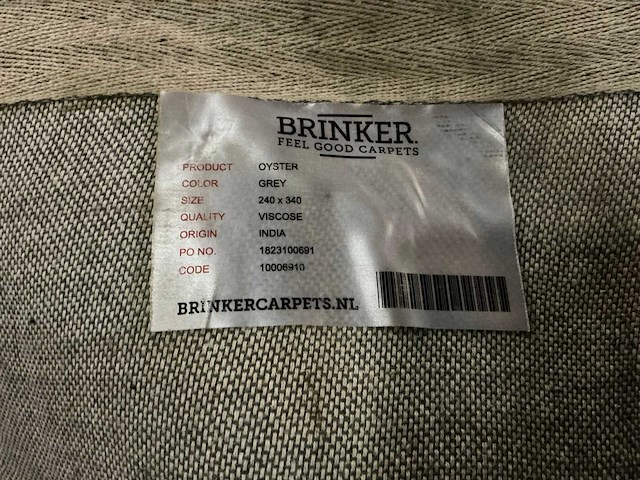 BRINKER.
FEEL GOOD CARPETS
PRODUCT OYSTER
COLOR GREY
SIZE 240 x 340
QUALITY VISCOSE
ORIGIN INDIA
PO NO. 1823100691
CODE 10006910
BRINKERCARPETS.NL